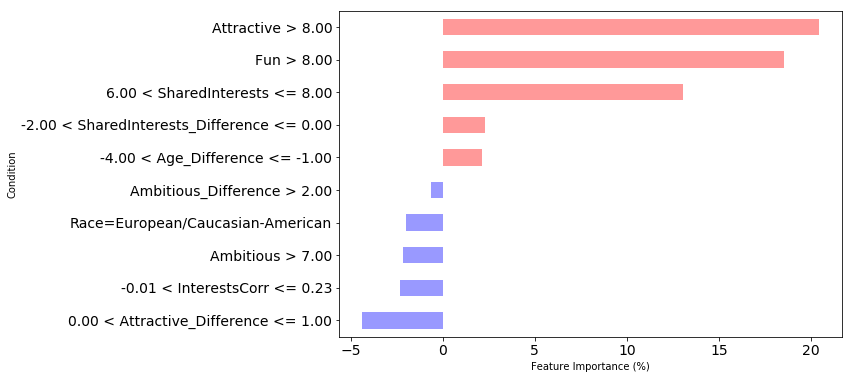 Attractive > 8.00
Fun > 8.00
6.00 < SharedInterests <= 8.00
-2.00 < SharedInterests_Difference <= 0.00
-4.00 < Age_Difference <= -1.00
Ambitious_Difference > 2.00
Race=European/Caucasian-American
Ambitious > 7.00
-0.01 < InterestsCorr <= 0.23
0.00 < Attractive_Difference <= 1.00
Condition
−5 0 5 10 15 20
Feature Importance (%)